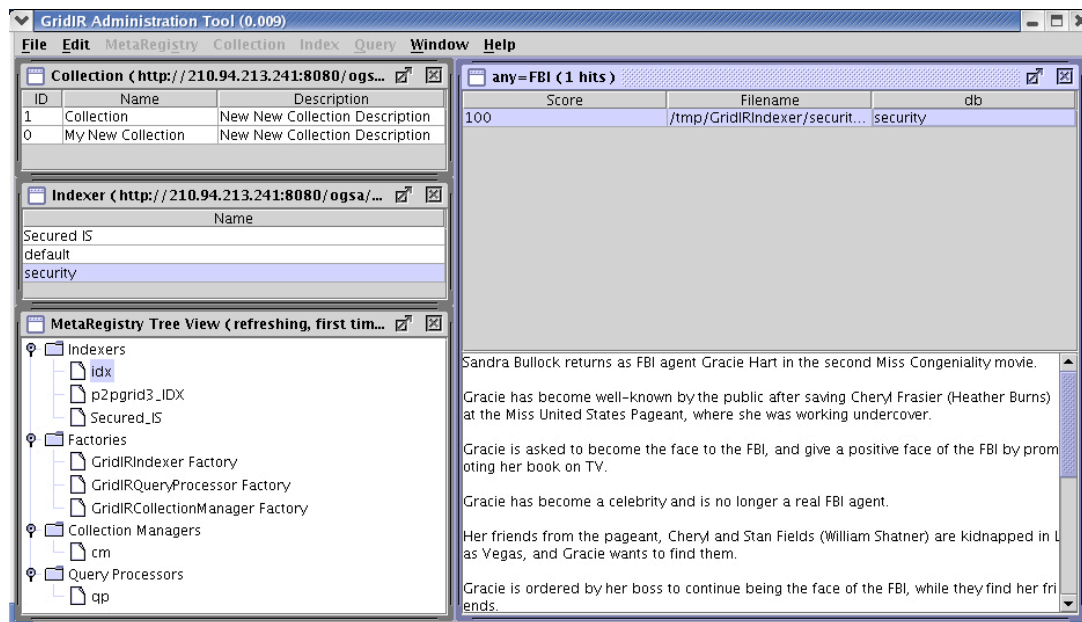 GridIR Administration Tool (0.009)
File Edit MetaRegistry Collection Index Query Window Help
Collection (http://210.94.213.241:8080/ogs...
ID Name Description
1 Collection New New Collection Description
0 My New Collection New New Collection Description
Indexer (http://210.94.213.241:8080/ogsa/...
Name
Secured IS
default
security
MetaRegistry Tree View (refreshing, first tim...
Indexers
idx
p2pgrid3_IDX
Secured_IS
Factories
GridIRIndexer Factory
GridIRQueryProcessor Factory
GridIRCollectionManager Factory
Collection Managers
cm
Query Processors
qp
any=FBI (1 hits)
Score Filename db
100 /tmp/GridIRIndexer/securit... security
Sandra Bullock returns as FBI agent Gracie Hart in the second Miss Congeniality movie.
Gracie has become well-known by the public after saving Cheryl Frasier (Heather Burns)
at the Miss United States Pageant, where she was working undercover.
Gracie is asked to become the face to the FBI, and give a positive face of the FBI by prom
oting her book on TV.
Gracie has become a celebrity and is no longer a real FBI agent.
Her friends from the pageant, Cheryl and Stan Fields (William Shatner) are kidnapped in L
as Vegas, and Gracie wants to find them.
Gracie is ordered by her boss to continue being the face of the FBI, while they find her fri
ends.